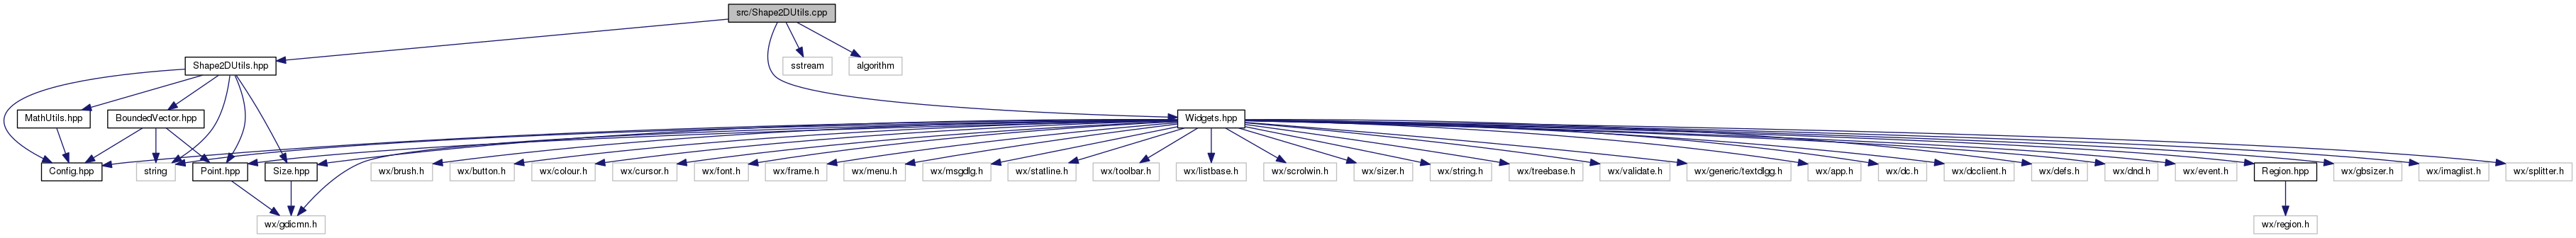 src/Shape2DUtils.cpp
Shape2DUtils.hpp
sstream
algorithm
MathUtils.hpp
BoundedVector.hpp
Widgets.hpp
Config.hpp
string
Point.hpp
Size.hpp
wx/brush.h
wx/button.h
wx/colour.h
wx/cursor.h
wx/font.h
wx/frame.h
wx/menu.h
wx/msgdlg.h
wx/statline.h
wx/toolbar.h
wx/listbase.h
wx/scrolwin.h
wx/sizer.h
wx/string.h
wx/treebase.h
wx/validate.h
wx/generic/textdlgg.h
wx/app.h
wx/dc.h
wx/dcclient.h
wx/defs.h
wx/dnd.h
wx/event.h
Region.hpp
wx/gbsizer.h
wx/imaglist.h
wx/splitter.h
wx/gdicmn.h
wx/region.h